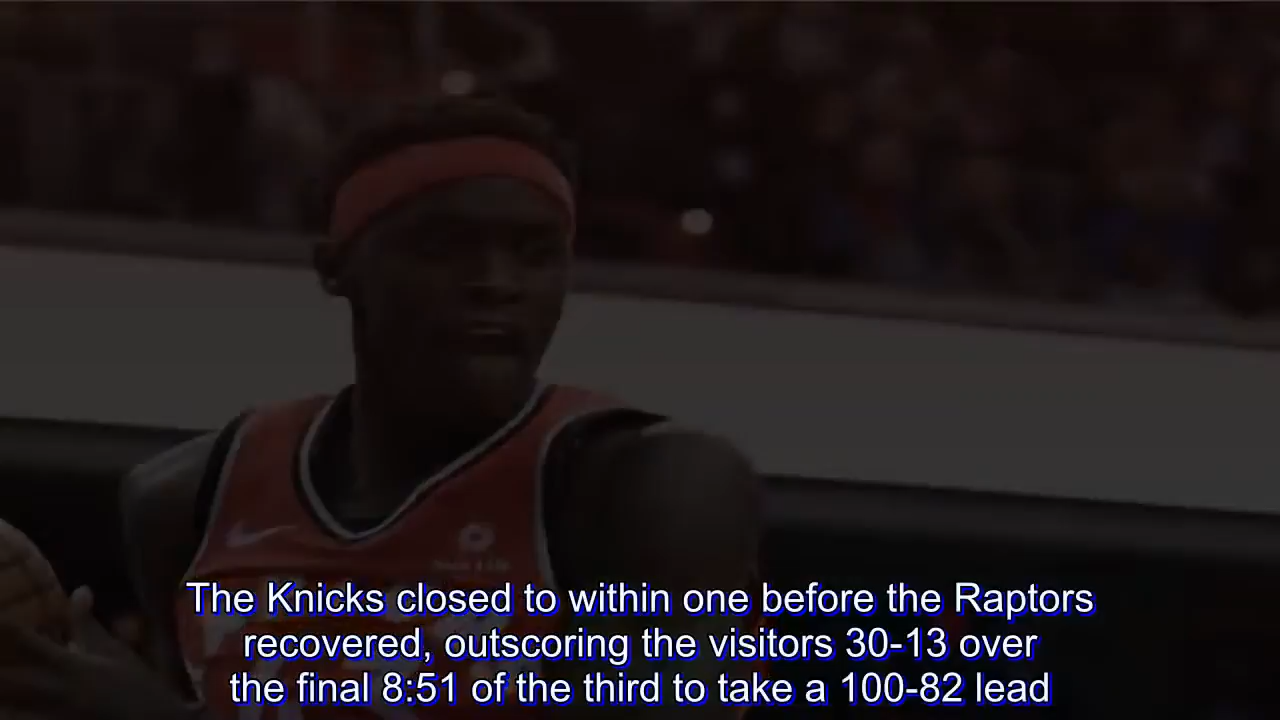 The Knicks closed to within one before the Raptors
recovered, outscoring the visitors 30-13 over
the final 8:51 of the third to take a 100-82 lead